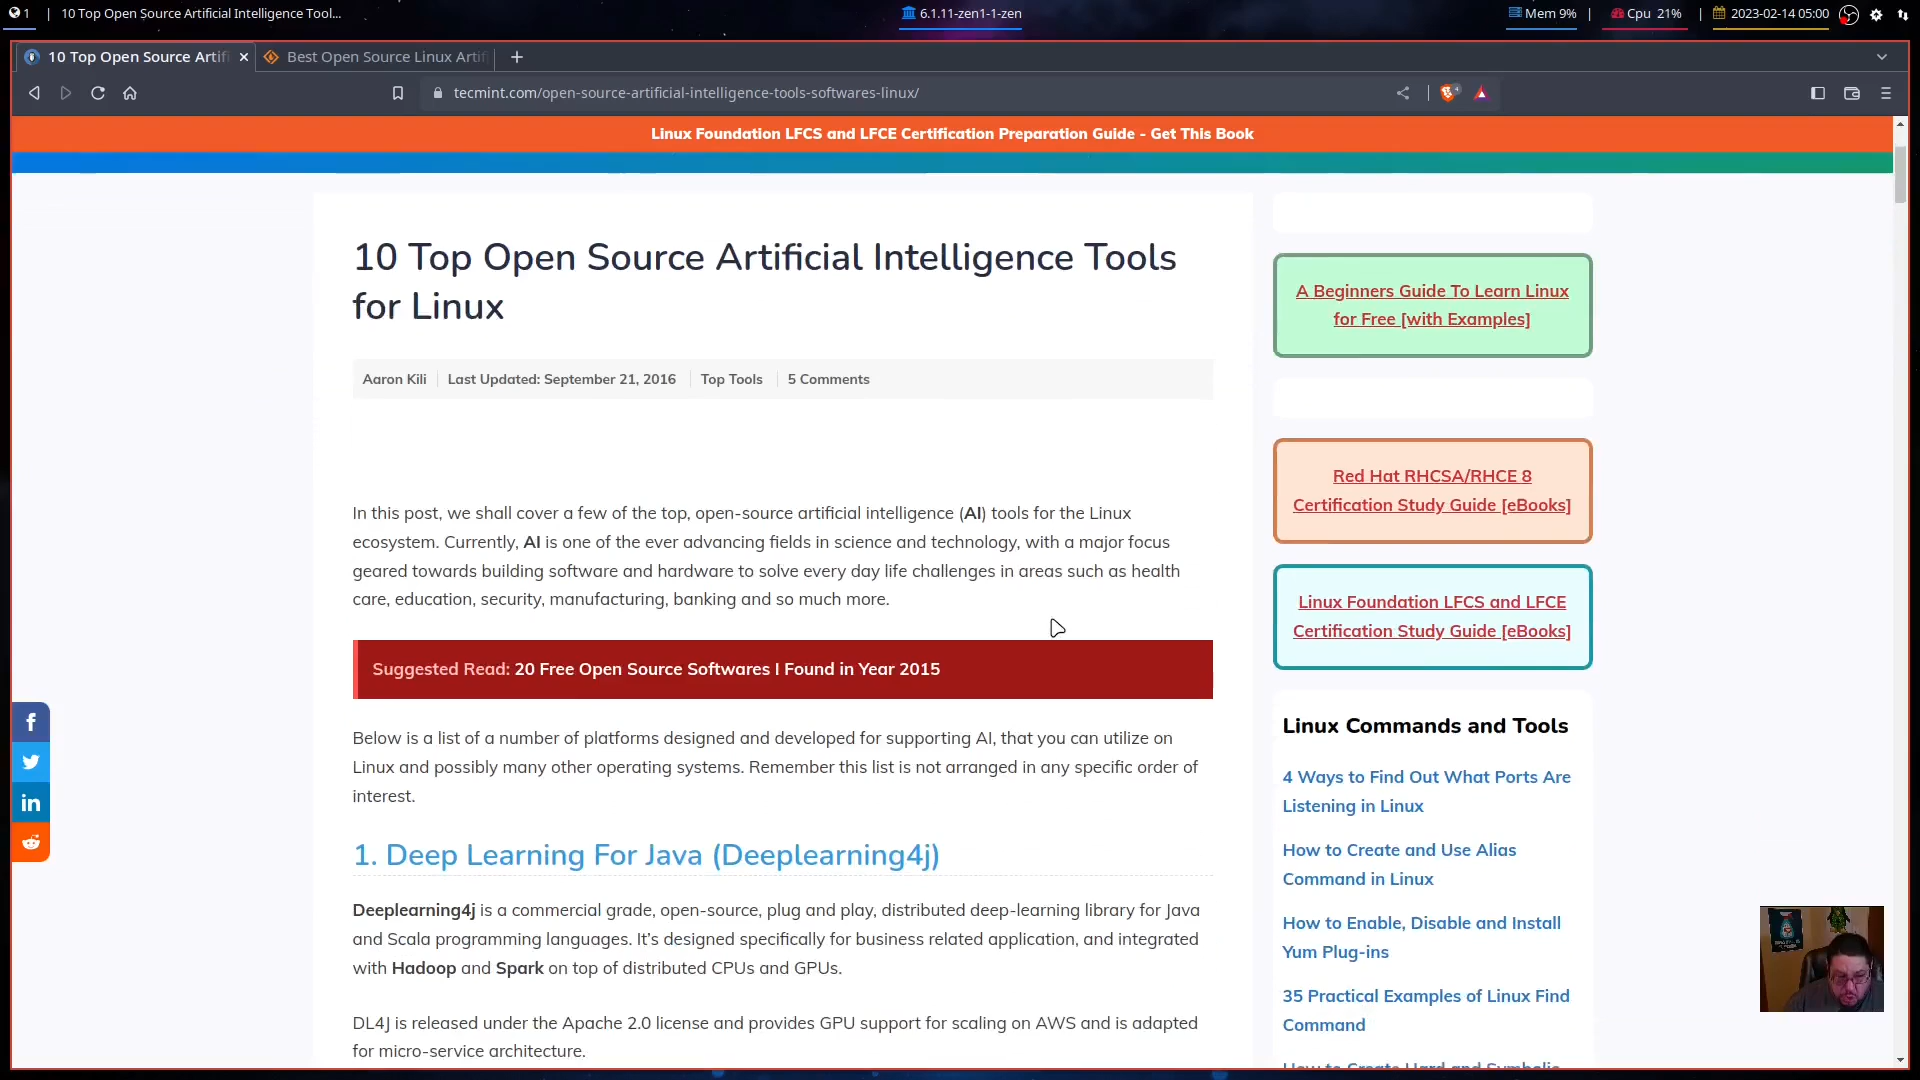 1 | 10 Top Open Source Artificial Intelligence Tool...
6.1.11-zen1-1-zen
Mem 9% | Cpu 21% | 2023-02-14 05:00
10 Top Open Source Artifi
Best Open Source Linux Artif
tecmint.com/open-source-artificial-intelligence-tools-softwares-linux/
4
Linux Foundation LFCS and LFCE Certification Preparation Guide - Get This Book
10 Top Open Source Artificial Intelligence Tools
for Linux
Aaron Kili
Last Updated: September 21, 2016
Top Tools
5 Comments
In this post, we shall cover a few of the top, open-source artificial intelligence (AI) tools for the Linux
ecosystem. Currently, AI is one of the ever advancing fields in science and technology, with a major focus
geared towards building software and hardware to solve every day life challenges in areas such as health
care, education, security, manufacturing, banking and so much more.
Suggested Read: 20 Free Open Source Softwares I Found in Year 2015
Below is a list of a number of platforms designed and developed for supporting AI, that you can utilize on
Linux and possibly many other operating systems. Remember this list is not arranged in any specific order of
interest.
1. Deep Learning For Java (Deeplearning4j)
Deeplearning4j is a commercial grade, open-source, plug and play, distributed deep-learning library for Java
and Scala programming languages. It's designed specifically for business related application, and integrated
with Hadoop and Spark on top of distributed CPUs and GPUs.
DL4J is released under the Apache 2.0 license and provides GPU support for scaling on AWS and is adapted
for micro-service architecture.
A Beginners Guide To Learn Linux
for Free [with Examples]
Red Hat RHCSA/RHCE 8
Certification Study Guide [eBooks]
Linux Foundation LFCS and LFCE
Certification Study Guide [eBooks]
Linux Commands and Tools
4 Ways to Find Out What Ports Are
Listening in Linux
How to Create and Use Alias
Command in Linux
How to Enable, Disable and Install
Yum Plug-ins
35 Practical Examples of Linux Find
Command
How to Create Hard and Symbolic